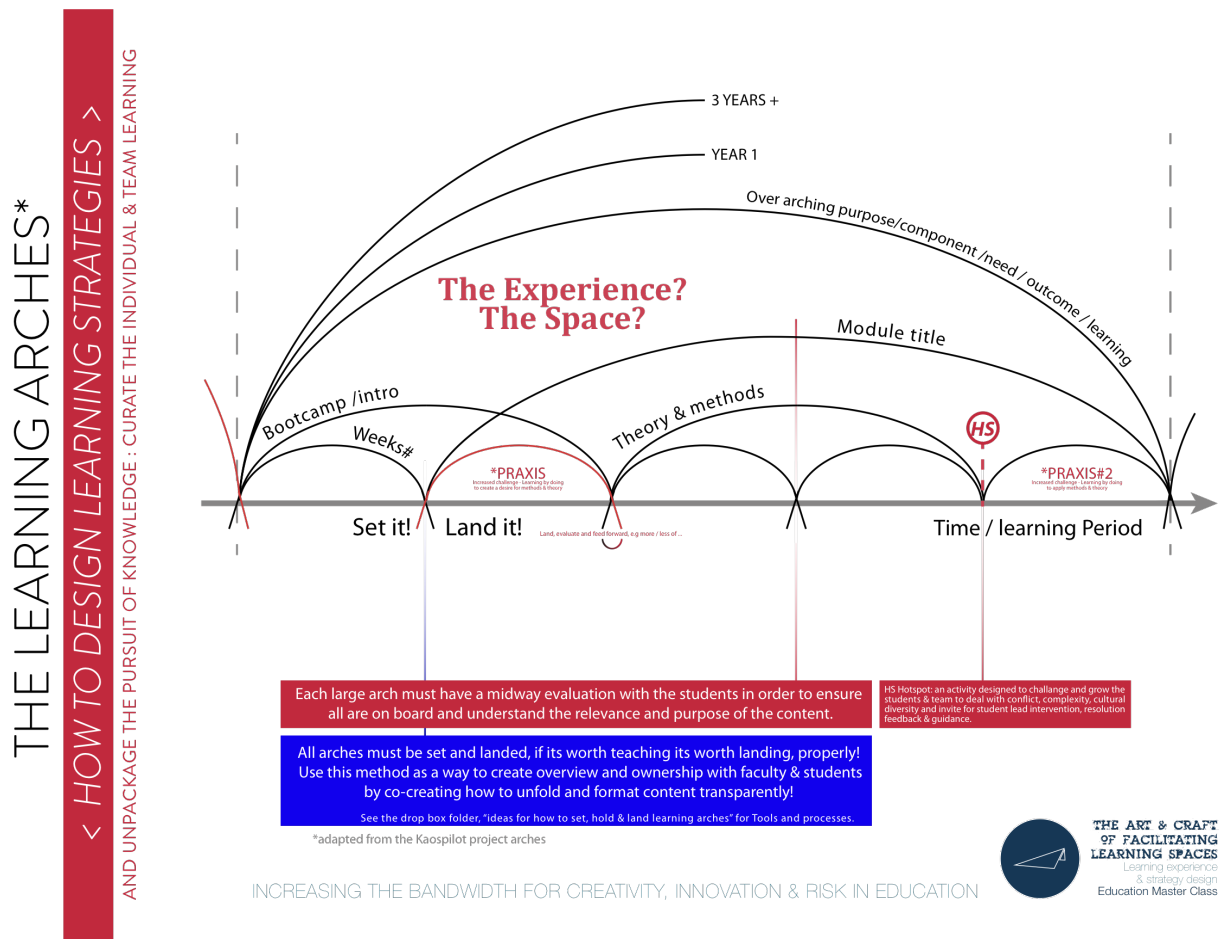 THE LEARNING ARCHES*
< HOW TO DESIGN LEARNING STRATEGIES >
AND UNPACKAGE THE PURSUIT OF KNOWLEDGE : CURATE THE INDIVIDUAL & TEAM LEARNING
3 YEARS +
YEAR 1
Over arching purpose/component /need / outcome / learning
The Experience?
The Space?
Module title
Bootcamp /intro
Weeks#
Theory & methods
HS
*PRAXIS
Increased challenge - Learning by doing
to create a desire for methods & theory
*PRAXIS#2
Increased challenge - Learning by doing
to apply methods & theory
Set it!
Land it!
Land, evaluate and feed forward, e.g more / less of ...
Time / learning Period
Each large arch must have a midway evaluation with the students in order to ensure
all are on board and understand the relevance and purpose of the content.
HS Hotspot: an activity designed to challange and grow the
students & team to deal with conflict, complexity, cultural
diversity and invite for student lead intervention, resolution
feedback & guidance.
All arches must be set and landed, if its worth teaching its worth landing, properly!
Use this method as a way to create overview and ownership with faculty & students
by co-creating how to unfold and format content transparently!
See the drop box folder, "ideas for how to set, hold & land learning arches" for Tools and processes.
*adapted from the Kaospilot project arches
INCREASING THE BANDWIDTH FOR CREATIVITY, INNOVATION & RISK IN EDUCATION
THE ART & CRAFT
OF FACILITATING
LEARNING SPACES
Learning experience
& strategy design
Education Master Class